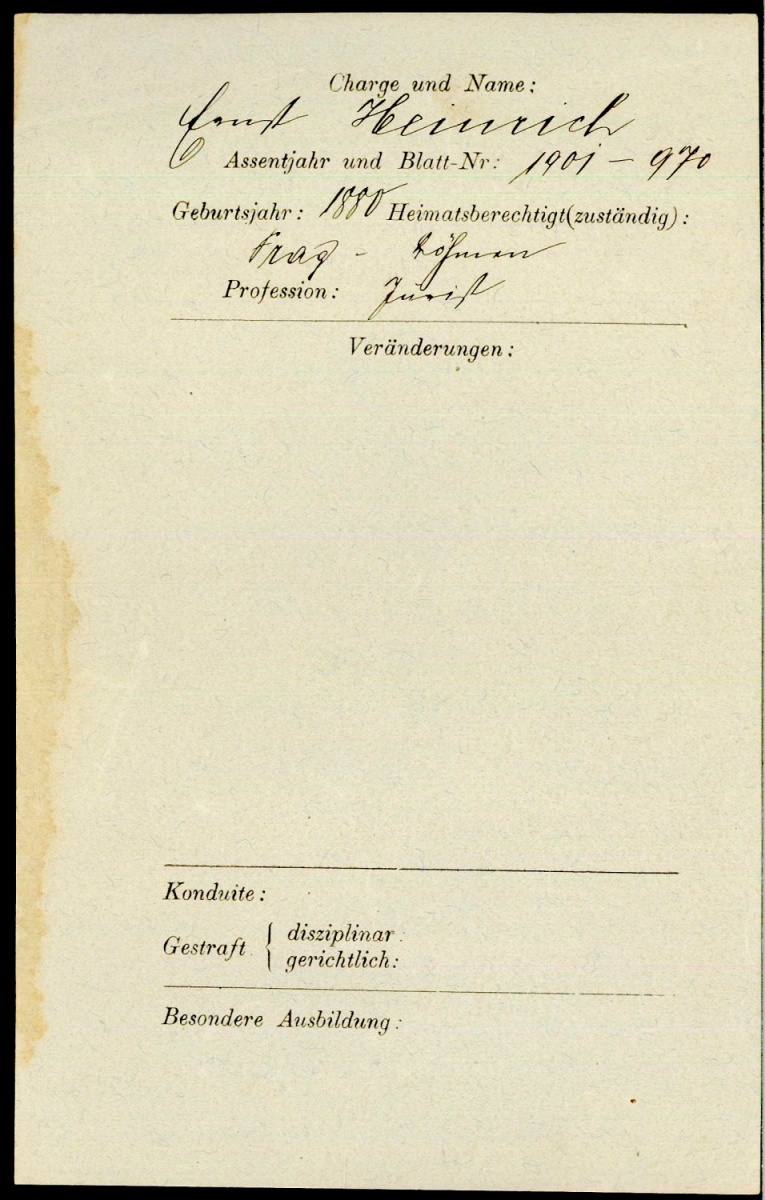 Charge und Name:
Ernst Heinrich
Assentjahr und Blatt-Nr: 1901 – 970
Geburtsjahr: 1880 Heimatsberechtigt(zuständig):
Prag - Böhmen
Profession: Jurist
Veränderungen:
Konduite:
Gestraft { disziplinar:
gerichtlich:
Besondere Ausbildung: